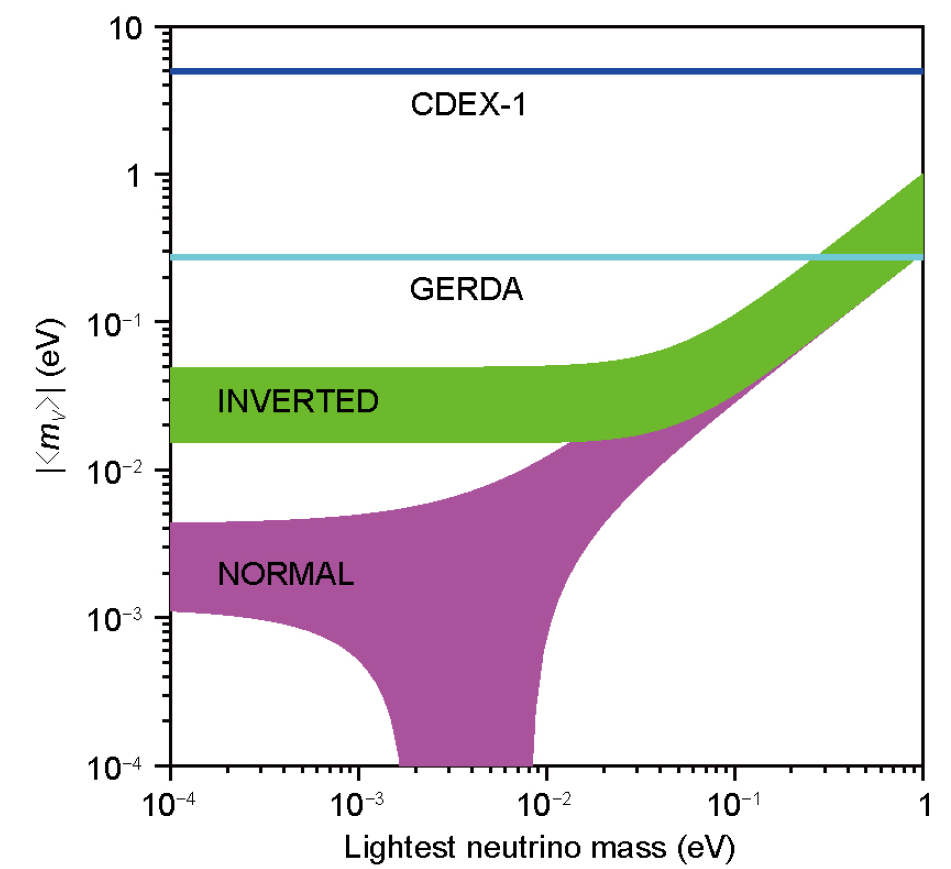 10
1
10⁻¹
10⁻²
10⁻³
10⁻⁴
|<mᵥ>| (eV)
CDEX-1
GERDA
INVERTED
NORMAL
10⁻⁴ 10⁻³ 10⁻² 10⁻¹ 1
Lightest neutrino mass (eV)